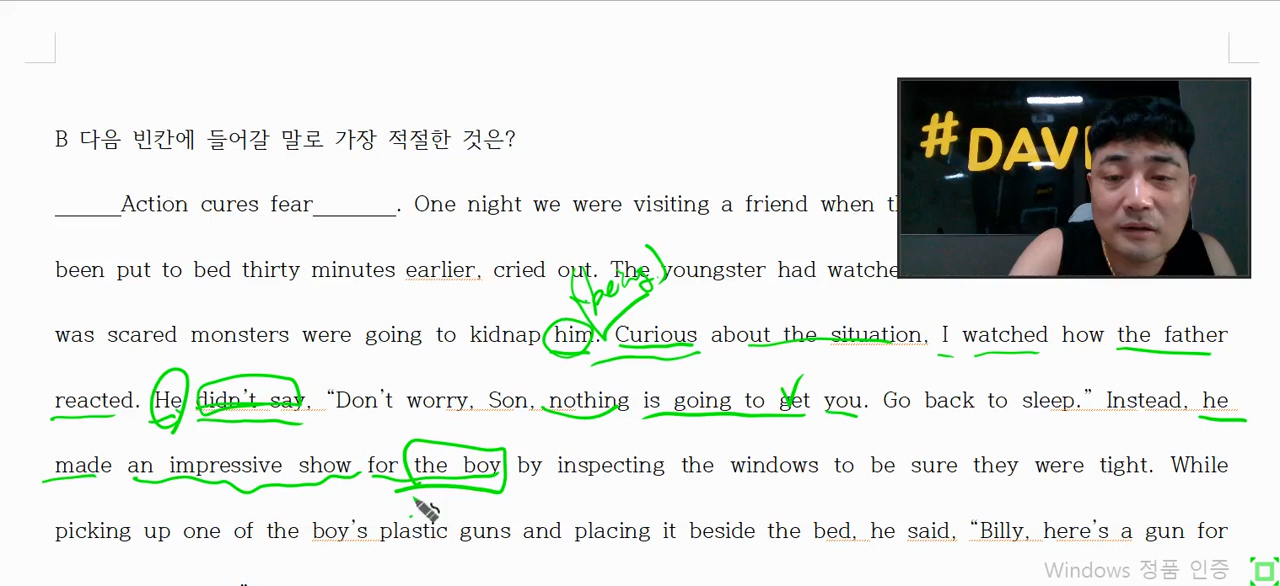 #DAV
B 다음 빈칸에 들어갈 말로 가장 적절한 것은?
______Action cures fear_______. One night we were visiting a friend when
been put to bed thirty minutes earlier, cried out. The youngster had
(being)
was scared monsters were going to kidnap him. Curious about the situation, I watched how the father
reacted. He didn't say, “Don't worry, Son, nothing is going to get you. Go back to sleep.” Instead, he
made an impressive show for the boy by inspecting the windows to be sure they were tight. While
picking up one of the boy's plastic guns and placing it beside the bed, he said, “Billy, here's a gun for
Windows 정품 인증